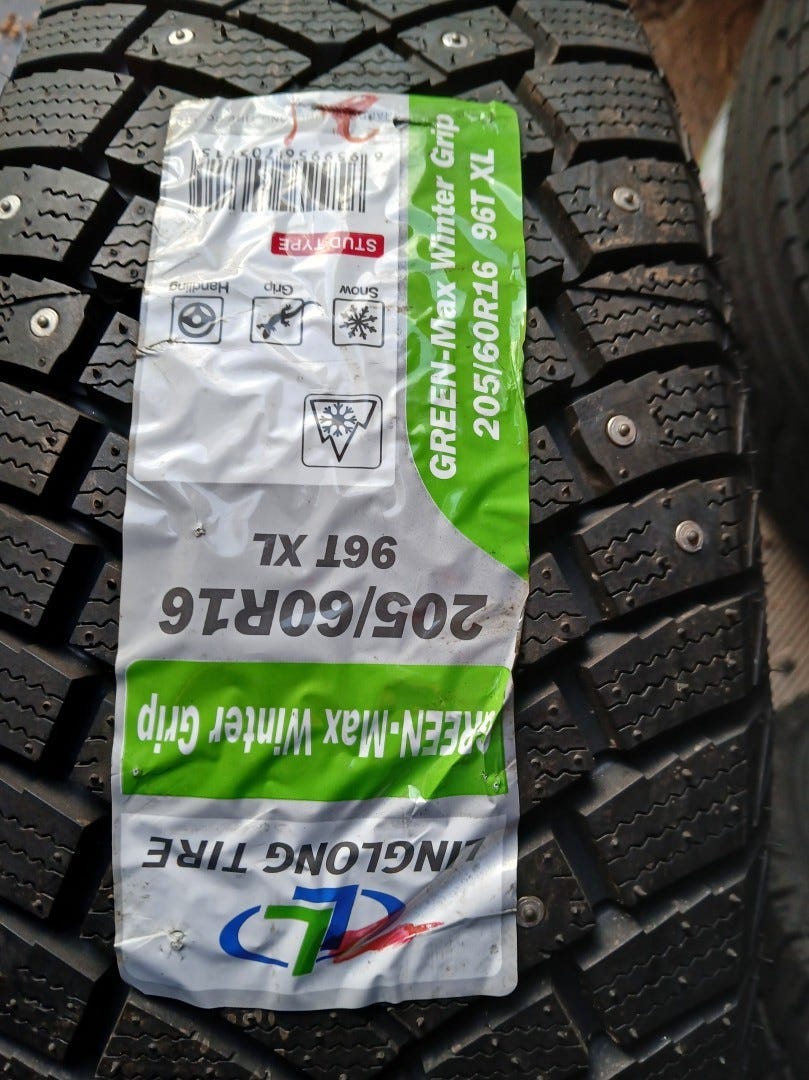 LINGLONG TIRE
GREEN-Max Winter Grip
205/60R16
96T XL
Snow
Grip
Handling
STUD TYPE
GREEN-Max Winter Grip
205/60R16 96T XL